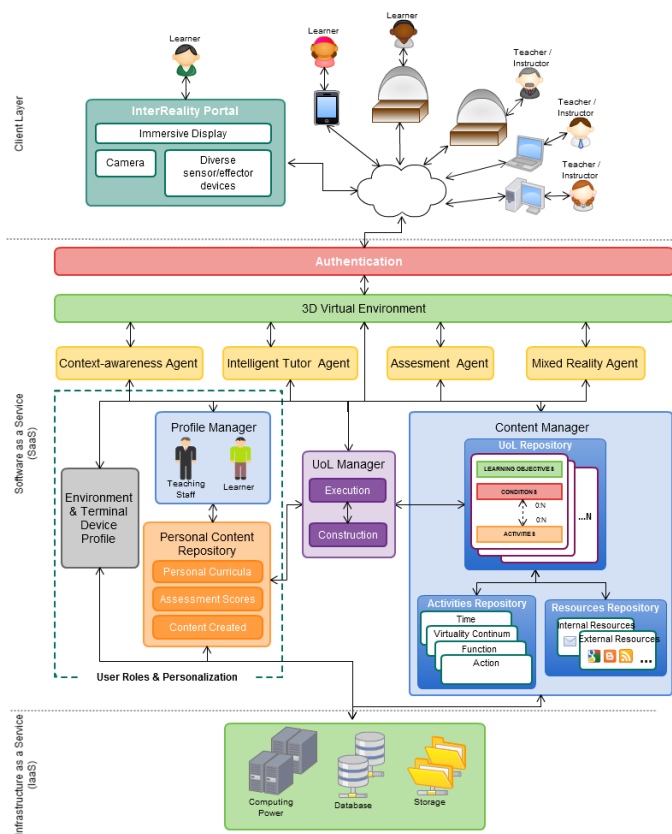 Client Layer
Learner
Learner
Learner
Teacher /
Instructor
Teacher /
Instructor
Teacher /
Instructor
InterReality Portal
Immersive Display
Camera
Diverse
sensor/effector
devices
Software as a Service
(SaaS)
Authentication
3D Virtual Environment
Context-awareness Agent
Intelligent Tutor Agent
Assesment Agent
Mixed Reality Agent
Environment
& Terminal
Device
Profile
Profile Manager
Teaching
Staff
Learner
Personal Content
Repository
Personal Curricula
Assessment Scores
Content Created
User Roles & Personalization
UoL Manager
Execution
Construction
Content Manager
UoL Repository
LEARNING OBJECTIVES
CONDITIONS
0:N
0:N
ACTIVITIES
...N
Activities Repository
Time
Virtuality Continum
Function
Action
Resources Repository
Internal Resources
External Resources
...
Infrastructure as a Service
(IaaS)
Computing
Power
Database
Storage